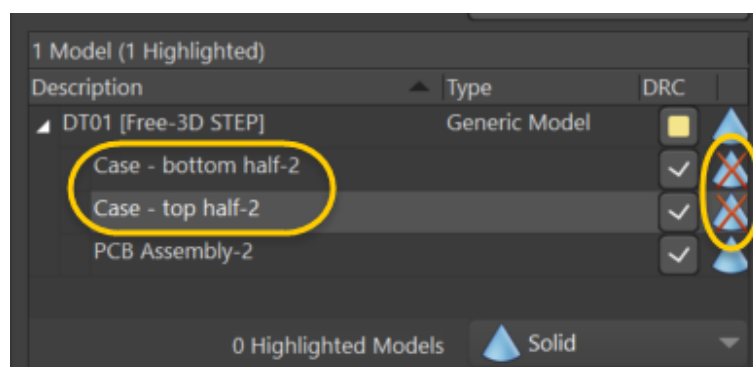 1 Model (1 Highlighted)
Description Type DRC
DT01 [Free-3D STEP] Generic Model
Case - bottom half-2
Case - top half-2
PCB Assembly-2
0 Highlighted Models Solid